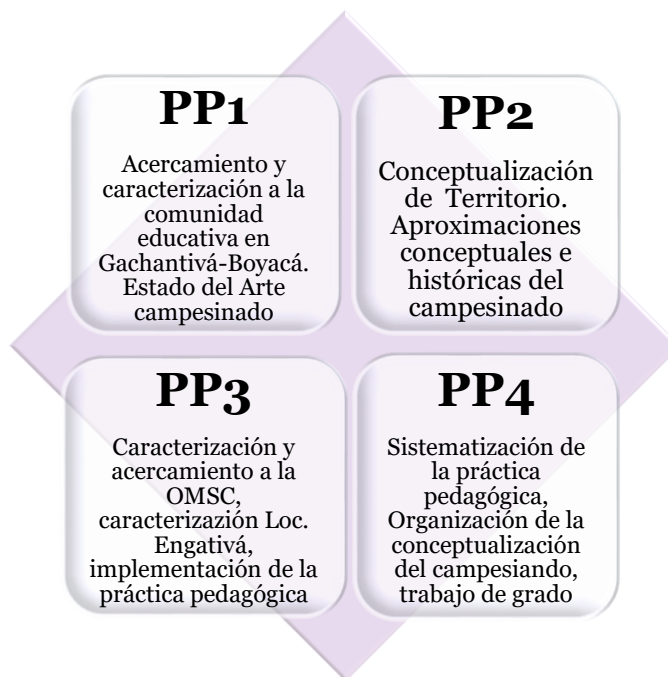 PP1
Acercamiento y
caracterización a la
comunidad
educativa en
Gachantivá-Boyacá.
Estado del Arte
campesinado
PP2
Conceptualización
de Territorio.
Aproximaciones
conceptuales e
históricas del
campesinado
PP3
Caracterización y
acercamiento a la
OMSC,
caracterizazión Loc.
Engativá,
implementación de la
práctica pedagógica
PP4
Sistematización de
la práctica
pedagógica,
Organización de la
conceptualización
del campesiando,
trabajo de grado